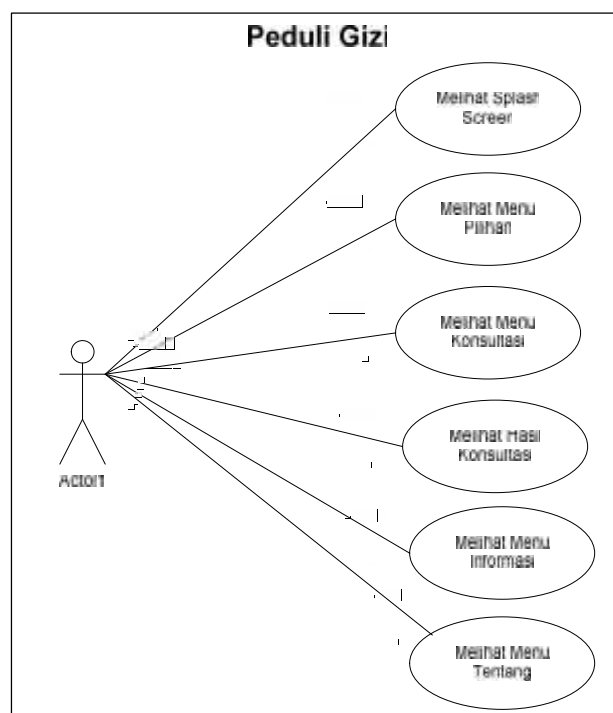 Peduli Gizi
Melihat Splash
Screen
Melihat Menu
Pilihan
Melihat Menu
Konsultasi
Melihat Hasil
Konsultasi
Actor1
Melihat Menu
Informasi
Melihat Menu
Tentang